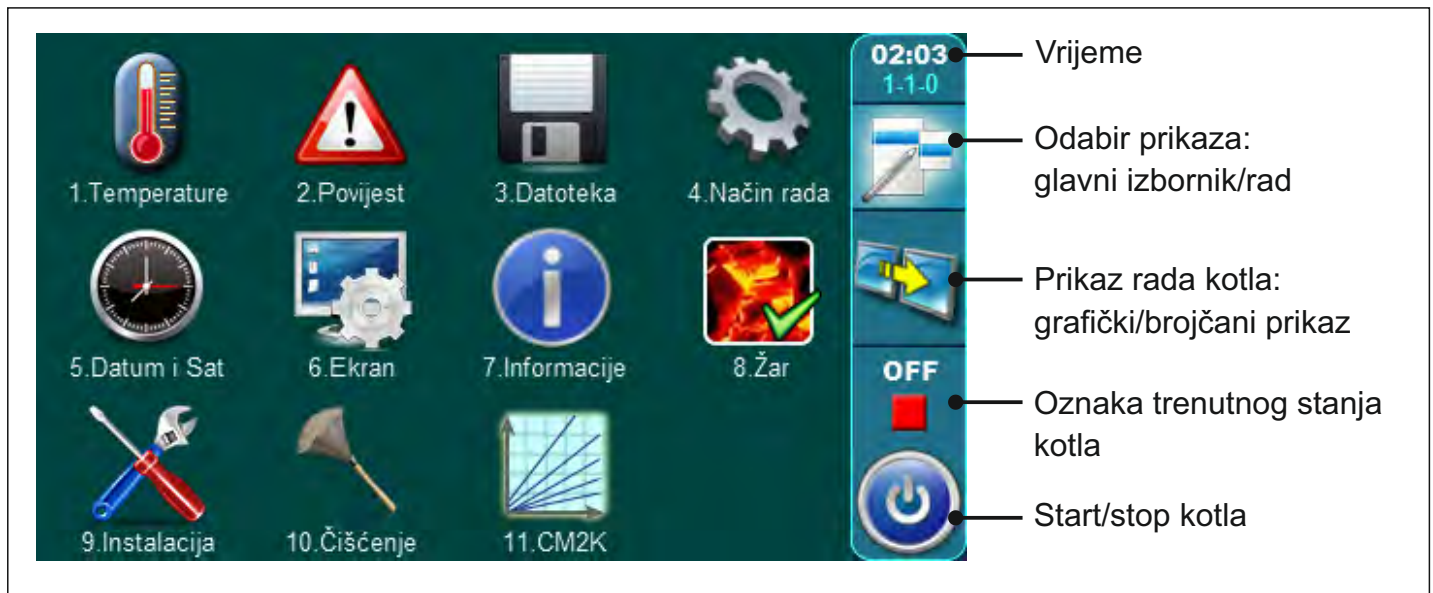 1.Temperature
2.Povijest
3.Datoteka
4.Način rada
5.Datum i Sat
6.Ekran
7.Informacije
8.Žar
9.Instalacija
10.Čišćenje
11.CM2K
02:03
1-1-0
OFF
Vrijeme
Odabir prikaza:
glavni izbornik/rad
Prikaz rada kotla:
grafički/brojčani prikaz
Oznaka trenutnog stanja
kotla
Start/stop kotla